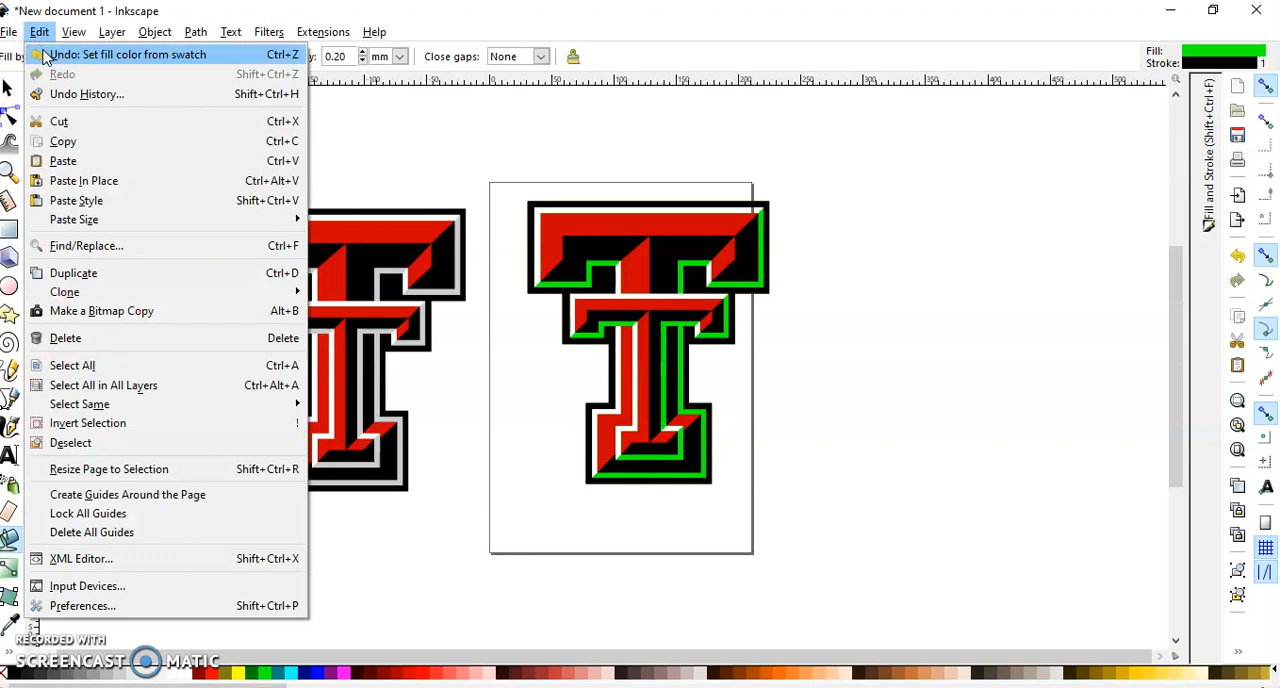 *New document 1 - Inkscape
File Edit View Layer Object Path Text Filters Extensions Help
Fill by y: 0.20 mm Close gaps: None Fill:
Stroke: 1
Undo: Set fill color from swatch Ctrl+Z
Redo Shift+Ctrl+Z
Undo History... Shift+Ctrl+H
Cut Ctrl+X
Copy Ctrl+C
Paste Ctrl+V
Paste In Place Ctrl+Alt+V
Paste Style Shift+Ctrl+V
Paste Size
Find/Replace... Ctrl+F
Duplicate Ctrl+D
Clone
Make a Bitmap Copy Alt+B
Delete Delete
Select All Ctrl+A
Select All in All Layers Ctrl+Alt+A
Select Same
Invert Selection !
Deselect
Resize Page to Selection Shift+Ctrl+R
Create Guides Around the Page
Lock All Guides
Delete All Guides
XML Editor... Shift+Ctrl+X
Input Devices...
Preferences... Shift+Ctrl+P
Fill and Stroke (Shift+Ctrl+F)
RECORDED WITH
SCREENCAST MATIC